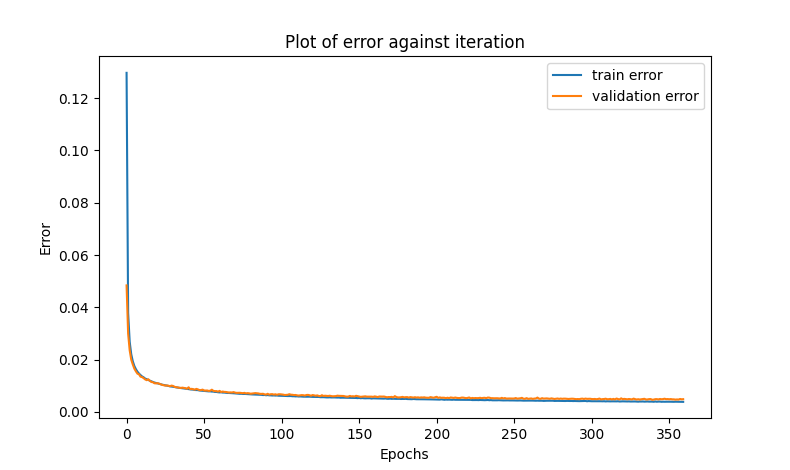 Plot of error against iteration
train error
validation error
0.12
0.10
0.08
0.06
0.04
0.02
0.00
Error
0 50 100 150 200 250 300 350
Epochs